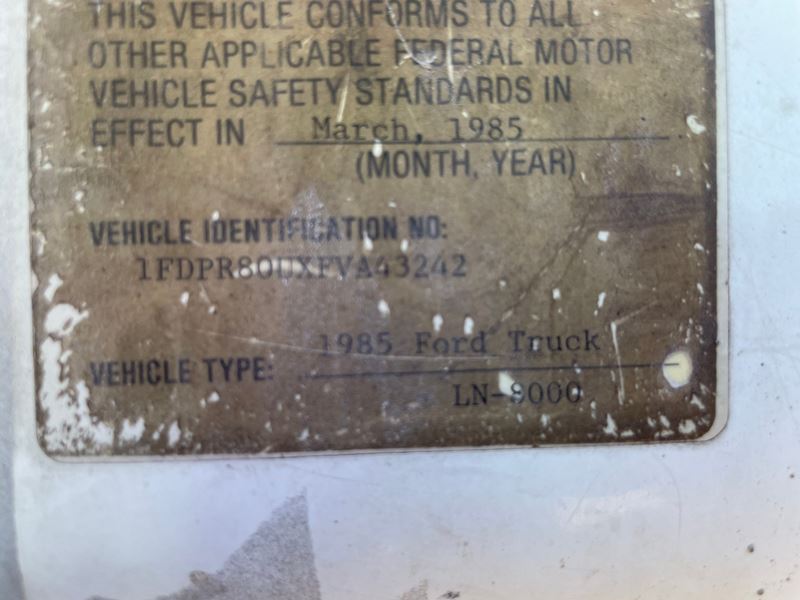 THIS VEHICLE CONFORMS TO ALL
OTHER APPLICABLE FEDERAL MOTOR
VEHICLE SAFETY STANDARDS IN
EFFECT IN March, 1985
(MONTH, YEAR)
VEHICLE IDENTIFICATION NO:
1FDPR80UXFVA43242
1985 Ford Truck
VEHICLE TYPE:
LN-8000